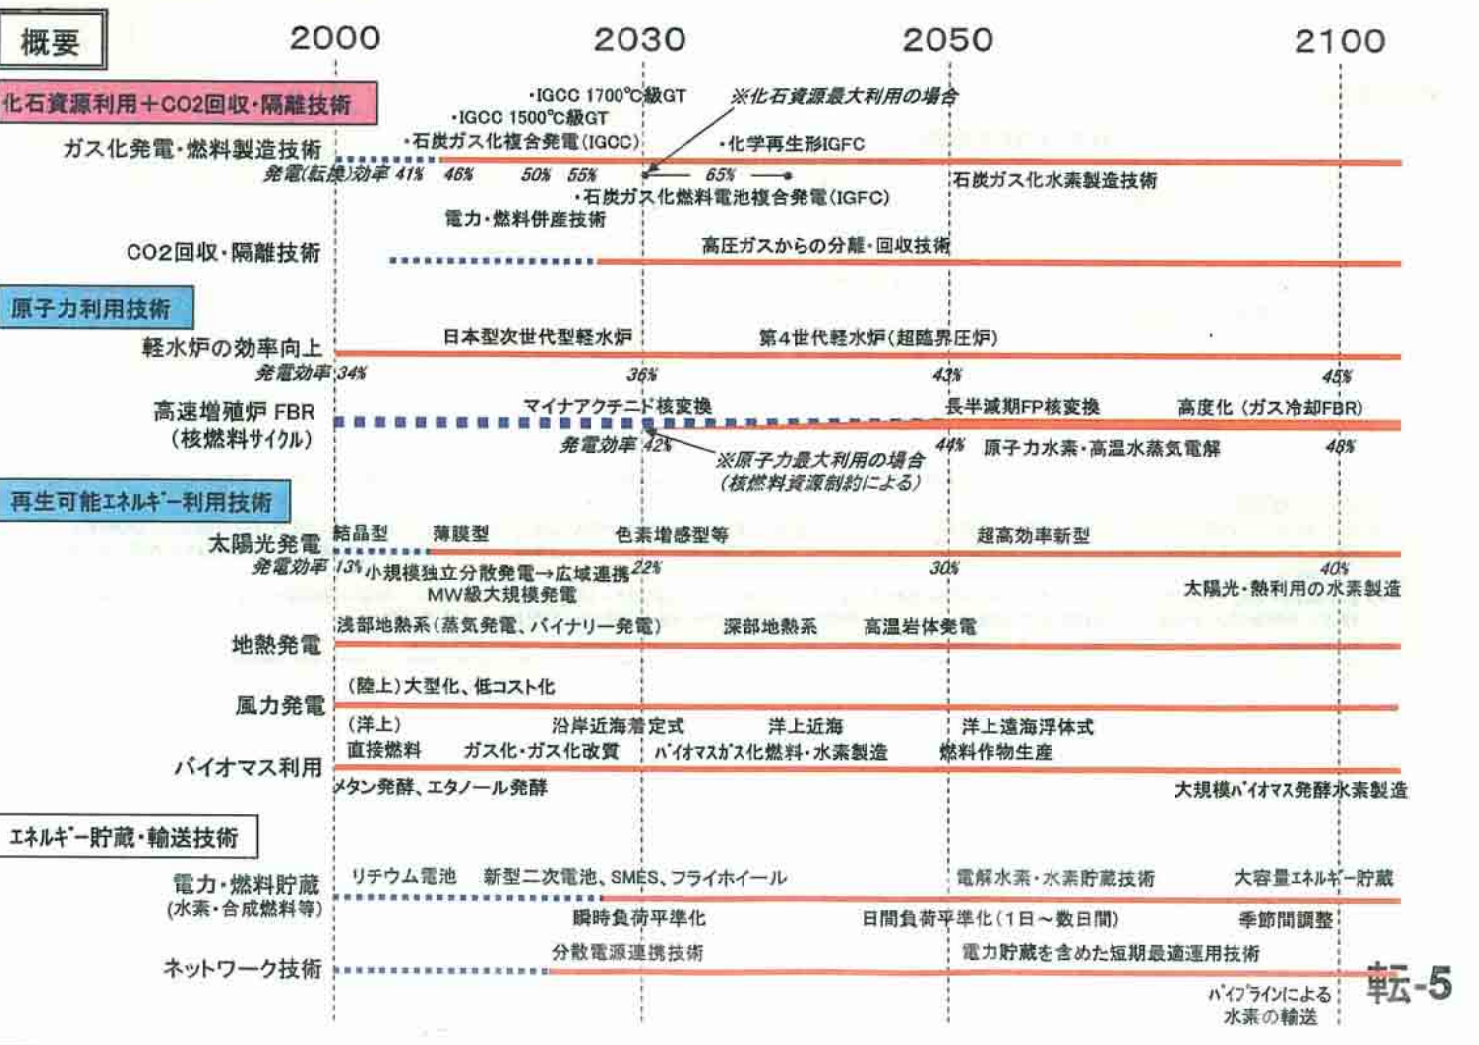 概要
2000 2030 2050 2100
化石資源利用＋CO2回収・隔離技術
・IGCC 1700℃級GT ※化石資源最大利用の場合
・IGCC 1500℃級GT
ガス化発電・燃料製造技術 ・石炭ガス化複合発電(IGCC) ・化学再生形IGFC
発電(転換)効率 41% 46% 50% 55% 65% 石炭ガス化水素製造技術
・石炭ガス化燃料電池複合発電(IGFC)
電力・燃料併産技術
CO2回収・隔離技術 高圧ガスからの分離・回収技術
原子力利用技術
軽水炉の効率向上 日本型次世代型軽水炉 第4世代軽水炉(超臨界圧炉)
発電効率 34% 36% 43% 45%
高速増殖炉 FBR マイナアクチニド核変換 長半減期FP核変換 高度化 (ガス冷却FBR)
(核燃料サイクル) 発電効率 42% 44% 原子力水素・高温水蒸気電解 48%
※原子力最大利用の場合
(核燃料資源制約による)
再生可能ｴﾈﾙｷﾞｰ利用技術
太陽光発電 結晶型 薄膜型 色素増感型等 超高効率新型
発電効率 13% 小規模独立分散発電→広域連携 22% 30% 40%
MW級大規模発電 太陽光・熱利用の水素製造
地熱発電 浅部地熱系(蒸気発電、バイナリー発電) 深部地熱系 高温岩体発電
風力発電 (陸上)大型化、低コスト化
(洋上) 沿岸近海着定式 洋上近海 洋上遠海浮体式
バイオマス利用 直接燃料 ガス化・ガス化改質 ﾊﾞｲｵﾏｽｶﾞｽ化燃料・水素製造 燃料作物生産
メタン発酵、エタノール発酵 大規模ﾊﾞｲｵﾏｽ発酵水素製造
ｴﾈﾙｷﾞｰ貯蔵・輸送技術
電力・燃料貯蔵 リチウム電池 新型二次電池、SMES、フライホイール 電解水素・水素貯蔵技術 大容量ｴﾈﾙｷﾞｰ貯蔵
(水素・合成燃料等) 瞬時負荷平準化 日間負荷平準化(1日～数日間) 季節間調整
ネットワーク技術 分散電源連携技術 電力貯蔵を含めた短期最適運用技術
ﾊﾟｲﾌﾟﾗｲﾝによる
水素の輸送
転-5